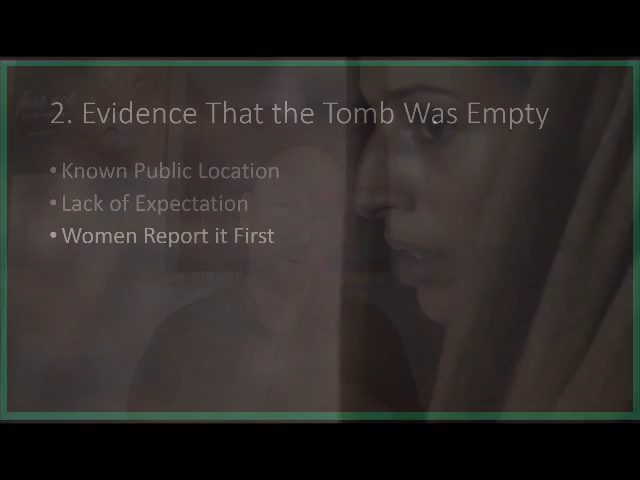 2. Evidence That the Tomb Was Empty
• Known Public Location
• Lack of Expectation
• Women Report it First